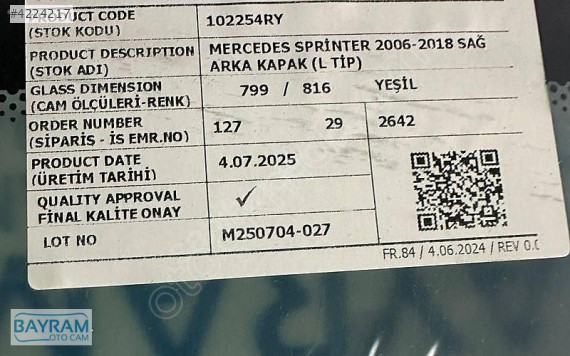 #4224217
PRODUCT CODE 102254RY
(STOK KODU)
PRODUCT DESCRIPTION MERCEDES SPRINTER 2006-2018 SAĞ
(STOK ADI) ARKA KAPAK (L TİP)
GLASS DIMENSION 799 / 816 YEŞİL
(CAM ÖLÇÜLERİ-RENK)
ORDER NUMBER 127 29 2642
(SİPARİŞ - İS EMR.NO)
PRODUCT DATE 4.07.2025
(ÜRETİM TARİHİ)
QUALITY APPROVAL ✓
FİNAL KALİTE ONAY
LOT NO M250704-027
FR.84 / 4.06.2024 / REV 0.0
BAYRAM
OTO CAM